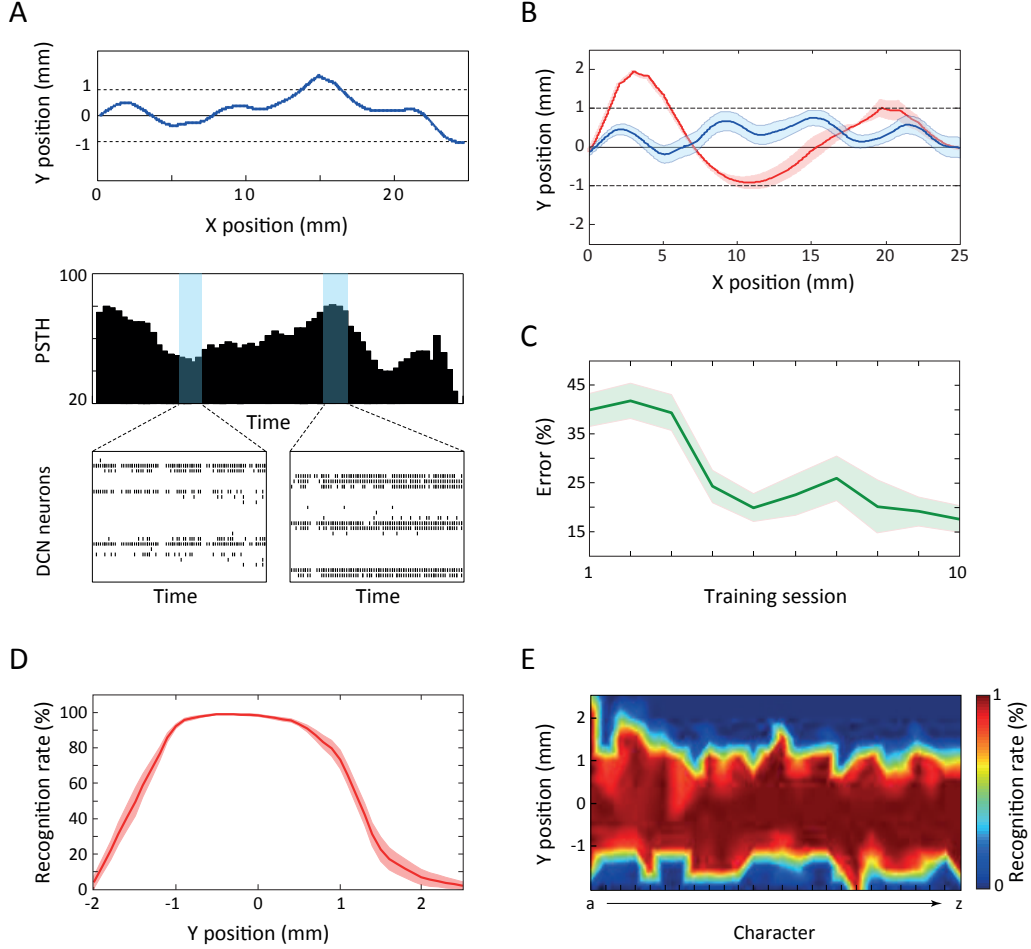 A
Y position (mm)
1
0
-1
0
10
20
X position (mm)
PSTH
100
20
Time
DCN neurons
Time
Time
B
Y position (mm)
2
1
0
-1
-2
0
5
10
15
20
25
X position (mm)
C
Error (%)
45
35
25
15
1
10
Training session
D
Recognition rate (%)
100
80
60
40
20
0
-2
-1
0
1
2
Y position (mm)
E
Y position (mm)
2
1
0
-1
a
z
Character
1
0
Recognition rate (%)